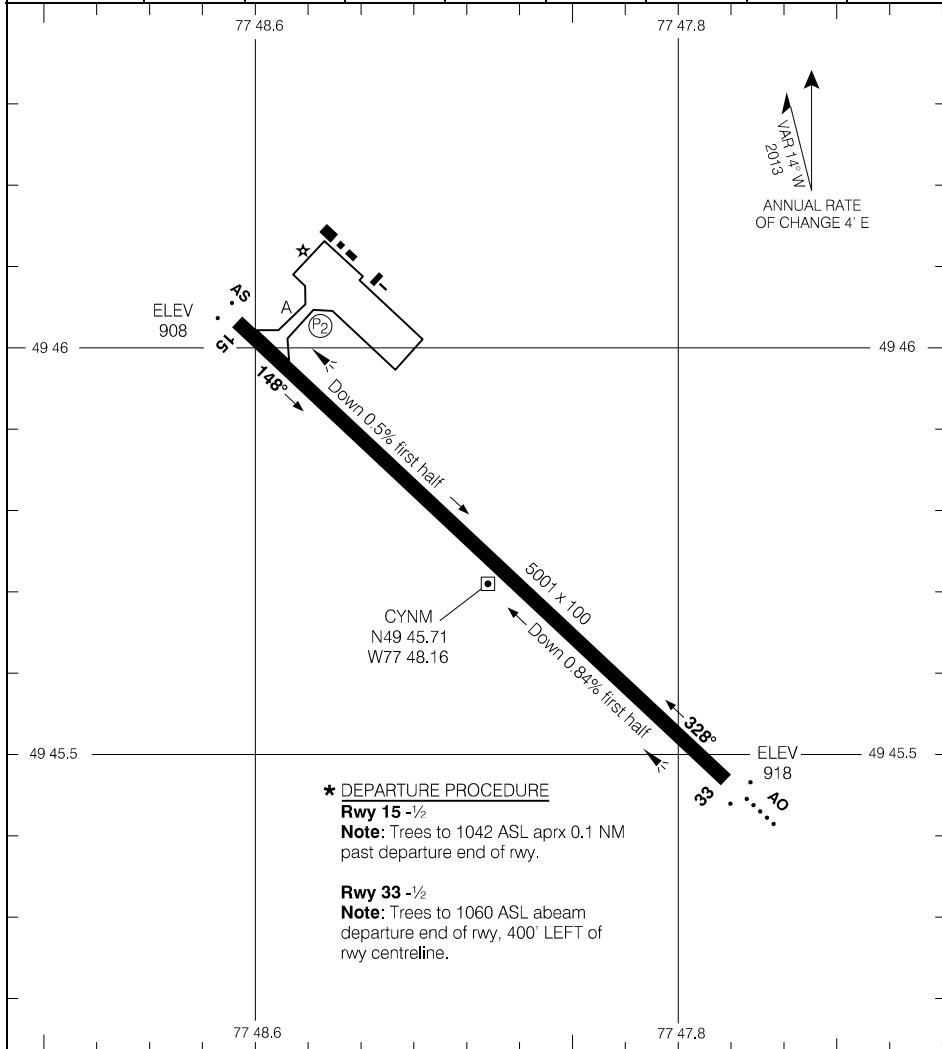 77 48.6
77 47.8
VAR 14° W
2013
ANNUAL RATE
OF CHANGE 4' E
AS
ELEV
908
A
P2
15
49 46
49 46
148°
Down 0.5% first half
5001 x 100
CYNM
N49 45.71
W77 48.16
Down 0.84% first half
328°
49 45.5
49 45.5
ELEV
918
33
AO
* DEPARTURE PROCEDURE
Rwy 15 -½
Note: Trees to 1042 ASL aprx 0.1 NM
past departure end of rwy.
Rwy 33 -½
Note: Trees to 1060 ASL abeam
departure end of rwy, 400' LEFT of
rwy centreline.
77 48.6
77 47.8